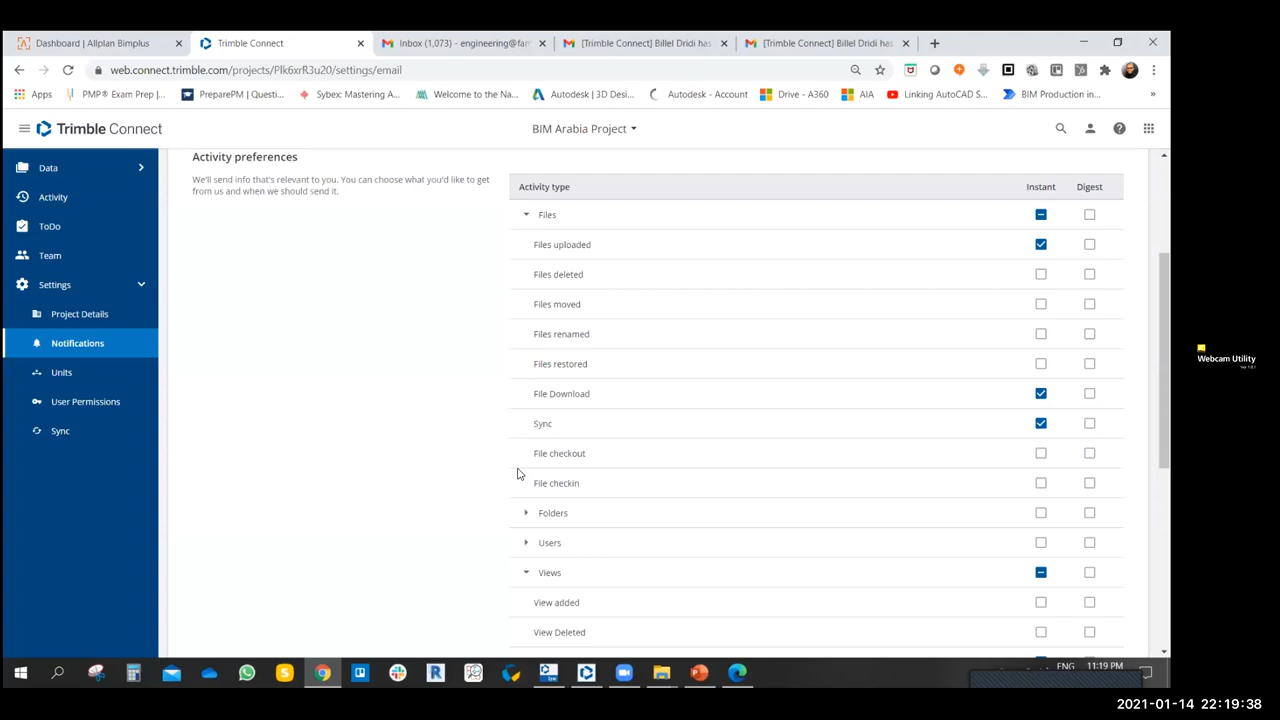 Dashboard | Allplan Bimplus
Trimble Connect
Inbox (1,073) - engineering@fam
[Trimble Connect] Billel Dridi has
[Trimble Connect] Billel Dridi has
web.connect.trimble.com/projects/Plk6xrR3u20/settings/email
Apps
PMP® Exam Prep |...
PreparePM | Questi...
Sybex: Mastering A...
Welcome to the Na...
Autodesk | 3D Desi...
Autodesk - Account
Drive - A360
AIA
Linking AutoCAD S...
BIM Production in...
»
Trimble Connect
BIM Arabia Project
Data
Activity
ToDo
Team
Settings
Project Details
Notifications
Units
User Permissions
Sync
Activity preferences
We'll send info that's relevant to you. You can choose what you'd like to get
from us and when we should send it.
Activity type Instant Digest
Files
Files uploaded
Files deleted
Files moved
Files renamed
Files restored
File Download
Sync
File checkout
File checkin
Folders
Users
Views
View added
View Deleted
Webcam Utility
ENG 11:19 PM
2021-01-14 22:19:38